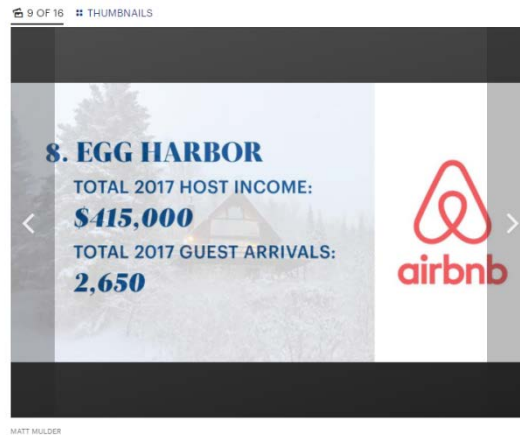 9 OF 16 THUMBNAILS
8. EGG HARBOR
TOTAL 2017 HOST INCOME:
$415,000
TOTAL 2017 GUEST ARRIVALS:
2,650
airbnb
MATT MULDER